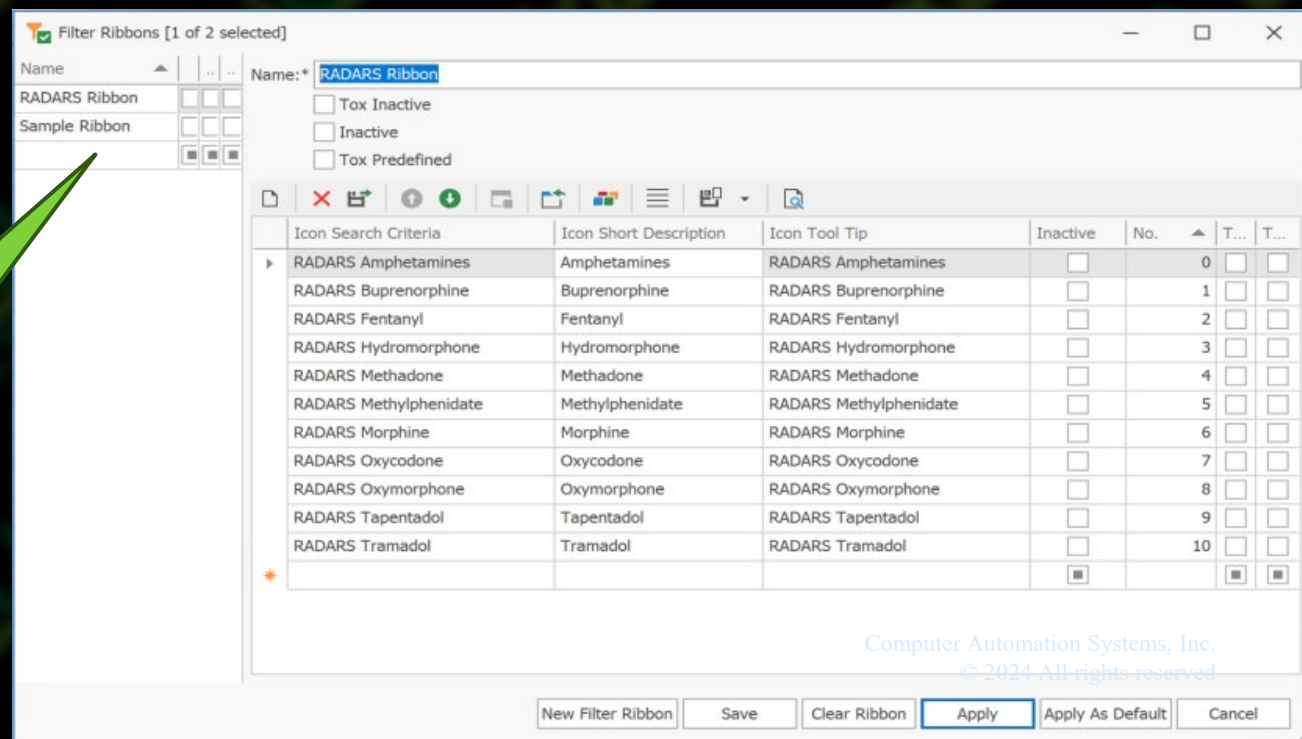 Filter Ribbons [1 of 2 selected]
Name .. ..
RADARS Ribbon
Sample Ribbon
Name:* RADARS Ribbon
Tox Inactive
Inactive
Tox Predefined
Icon Search Criteria Icon Short Description Icon Tool Tip Inactive No. T... T...
RADARS Amphetamines Amphetamines RADARS Amphetamines 0
RADARS Buprenorphine Buprenorphine RADARS Buprenorphine 1
RADARS Fentanyl Fentanyl RADARS Fentanyl 2
RADARS Hydromorphone Hydromorphone RADARS Hydromorphone 3
RADARS Methadone Methadone RADARS Methadone 4
RADARS Methylphenidate Methylphenidate RADARS Methylphenidate 5
RADARS Morphine Morphine RADARS Morphine 6
RADARS Oxycodone Oxycodone RADARS Oxycodone 7
RADARS Oxymorphone Oxymorphone RADARS Oxymorphone 8
RADARS Tapentadol Tapentadol RADARS Tapentadol 9
RADARS Tramadol Tramadol RADARS Tramadol 10
Computer Automation Systems, Inc.
© 2024 All rights reserved
New Filter Ribbon Save Clear Ribbon Apply Apply As Default Cancel